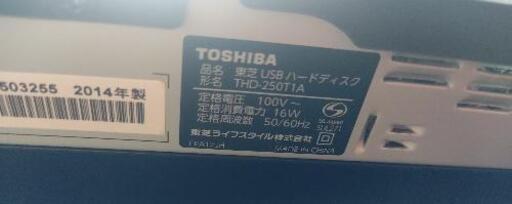 TOSHIBA
品名 東芝 USB ハードディスク
形名 THD-250T1A
定格電圧 100V~
定格消費電力 16W
定格周波数 50/60Hz
東芝ライフスタイル株式会社
MADE IN CHINA
503255 2014年製